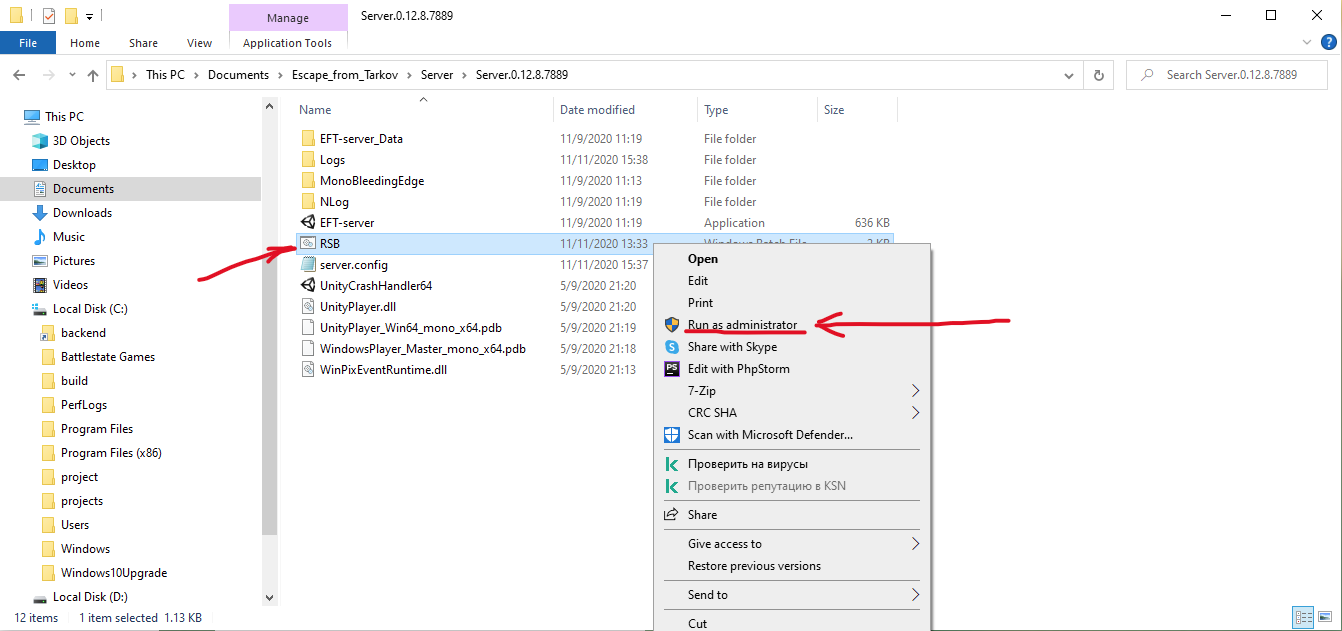 Manage
Server.0.12.8.7889
File
Home
Share
View
Application Tools
This PC
Documents
Escape_from_Tarkov
Server
Server.0.12.8.7889
Search Server.0.12.8.7889
This PC
3D Objects
Desktop
Documents
Downloads
Music
Pictures
Videos
Local Disk (C:)
backend
Battlestate Games
build
PerfLogs
Program Files
Program Files (x86)
project
projects
Users
Windows
Windows10Upgrade
Local Disk (D:)
Name Date modified Type Size
EFT-server_Data 11/9/2020 11:19 File folder
Logs 11/11/2020 15:38 File folder
MonoBleedingEdge 11/9/2020 11:13 File folder
NLog 11/9/2020 11:19 File folder
EFT-server 11/9/2020 11:19 Application 636 KB
RSB 11/11/2020 13:33 Windows Batch File 2 KB
server.config 11/11/2020 15:37
UnityCrashHandler64 5/9/2020 21:20
UnityPlayer.dll 5/9/2020 21:20
UnityPlayer_Win64_mono_x64.pdb 5/9/2020 21:19
WindowsPlayer_Master_mono_x64.pdb 5/9/2020 21:18
WinPixEventRuntime.dll 5/9/2020 21:13
Open
Edit
Print
Run as administrator
Share with Skype
PS Edit with PhpStorm
7-Zip
CRC SHA
Scan with Microsoft Defender...
Проверить на вирусы
Проверить репутацию в KSN
Share
Give access to
Restore previous versions
Send to
Cut
12 items 1 item selected 1.13 KB